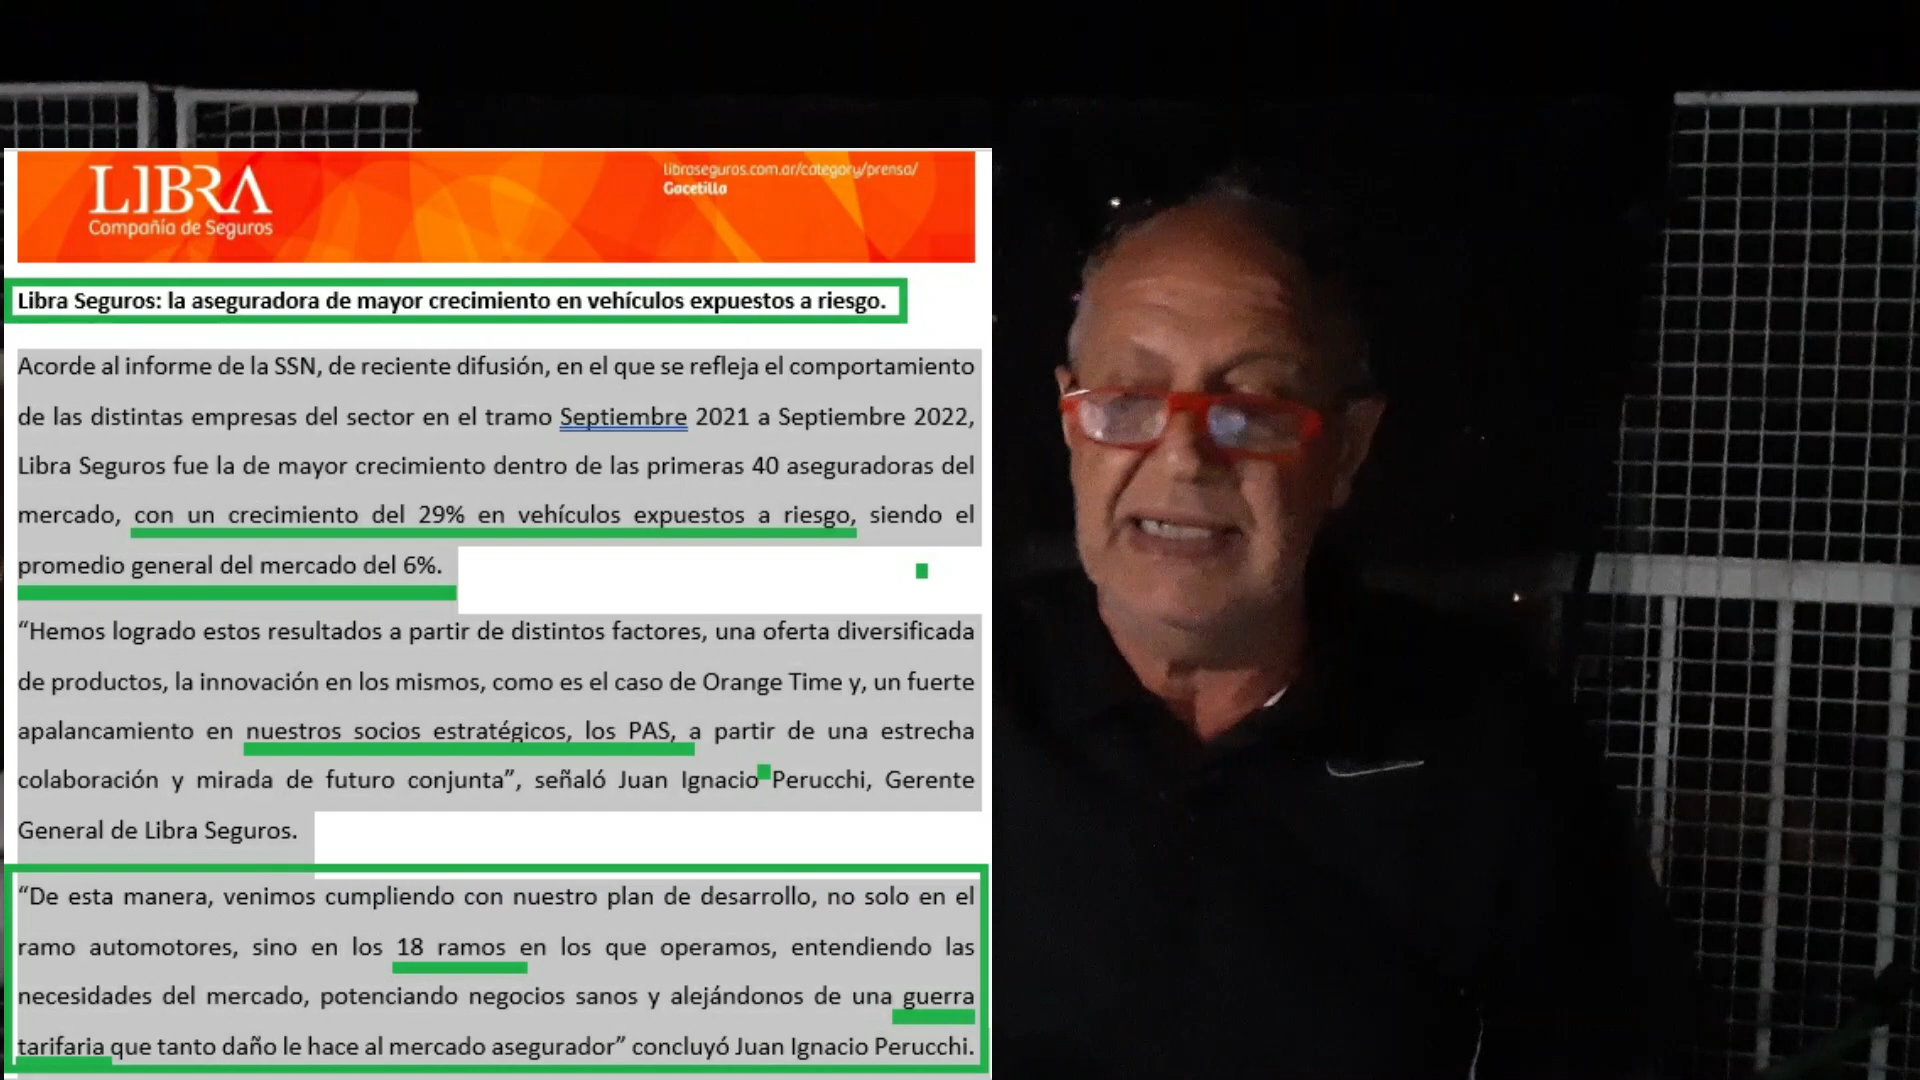 LIBRA
Compañía de Seguros
libraseguros.com.ar/category/prensa/
Gacetilla
Libra Seguros: la aseguradora de mayor crecimiento en vehículos expuestos a riesgo.
Acorde al informe de la SSN, de reciente difusión, en el que se refleja el comportamiento
de las distintas empresas del sector en el tramo Septiembre 2021 a Septiembre 2022,
Libra Seguros fue la de mayor crecimiento dentro de las primeras 40 aseguradoras del
mercado, con un crecimiento del 29% en vehículos expuestos a riesgo, siendo el
promedio general del mercado del 6%.
“Hemos logrado estos resultados a partir de distintos factores, una oferta diversificada
de productos, la innovación en los mismos, como es el caso de Orange Time y, un fuerte
apalancamiento en nuestros socios estratégicos, los PAS, a partir de una estrecha
colaboración y mirada de futuro conjunta”, señaló Juan Ignacio Perucchi, Gerente
General de Libra Seguros.
“De esta manera, venimos cumpliendo con nuestro plan de desarrollo, no solo en el
ramo automotores, sino en los 18 ramos en los que operamos, entendiendo las
necesidades del mercado, potenciando negocios sanos y alejándonos de una guerra
tarifaria que tanto daño le hace al mercado asegurador” concluyó Juan Ignacio Perucchi.